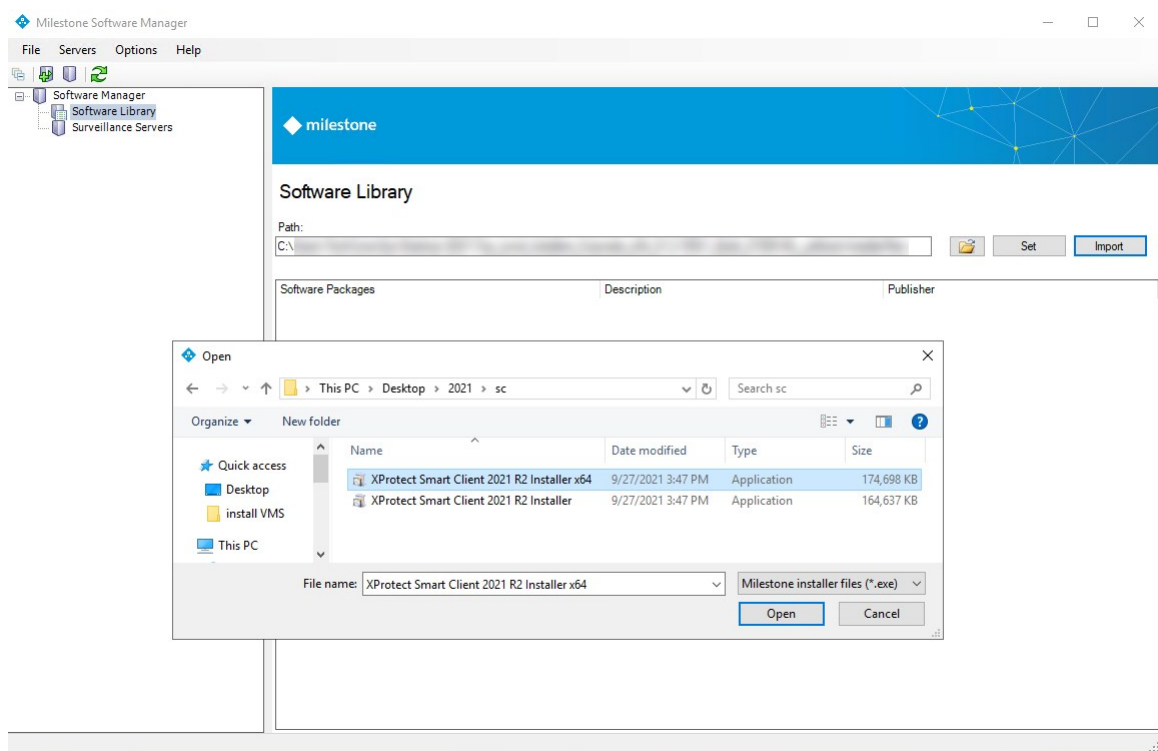 Milestone Software Manager
File Servers Options Help
Software Manager
Software Library
Surveillance Servers
milestone
Software Library
Path:
C:\
Set Import
Software Packages Description Publisher
Open
This PC > Desktop > 2021 > sc
Search sc
Organize New folder
Name Date modified Type Size
Quick access
Desktop
install VMS
This PC
XProtect Smart Client 2021 R2 Installer x64 9/27/2021 3:47 PM Application 174,698 KB
XProtect Smart Client 2021 R2 Installer 9/27/2021 3:47 PM Application 164,637 KB
File name: XProtect Smart Client 2021 R2 Installer x64 Milestone installer files (*.exe)
Open Cancel